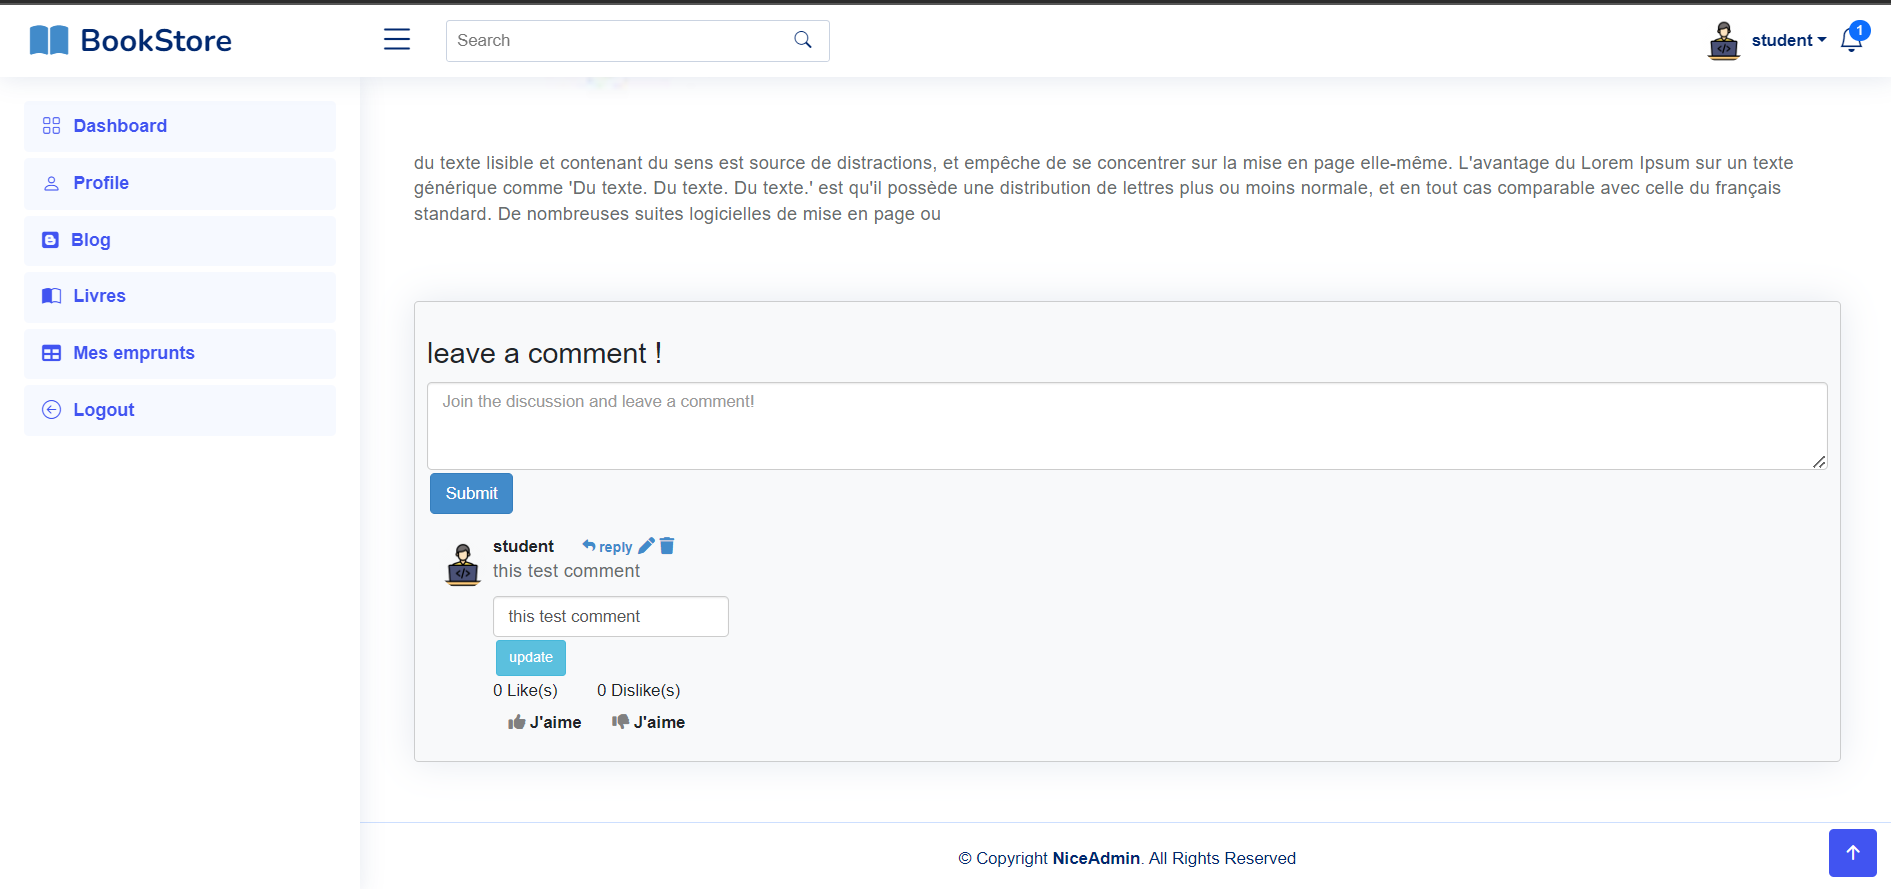 BookStore
Search
student
1
Dashboard
Profile
Blog
Livres
Mes emprunts
Logout
du texte lisible et contenant du sens est source de distractions, et empêche de se concentrer sur la mise en page elle-même. L'avantage du Lorem Ipsum sur un texte
générique comme 'Du texte. Du texte. Du texte.' est qu'il possède une distribution de lettres plus ou moins normale, et en tout cas comparable avec celle du français
standard. De nombreuses suites logicielles de mise en page ou
leave a comment !
Join the discussion and leave a comment!
Submit
student reply
this test comment
this test comment
update
0 Like(s) 0 Dislike(s)
J'aime J'aime
© Copyright NiceAdmin. All Rights Reserved